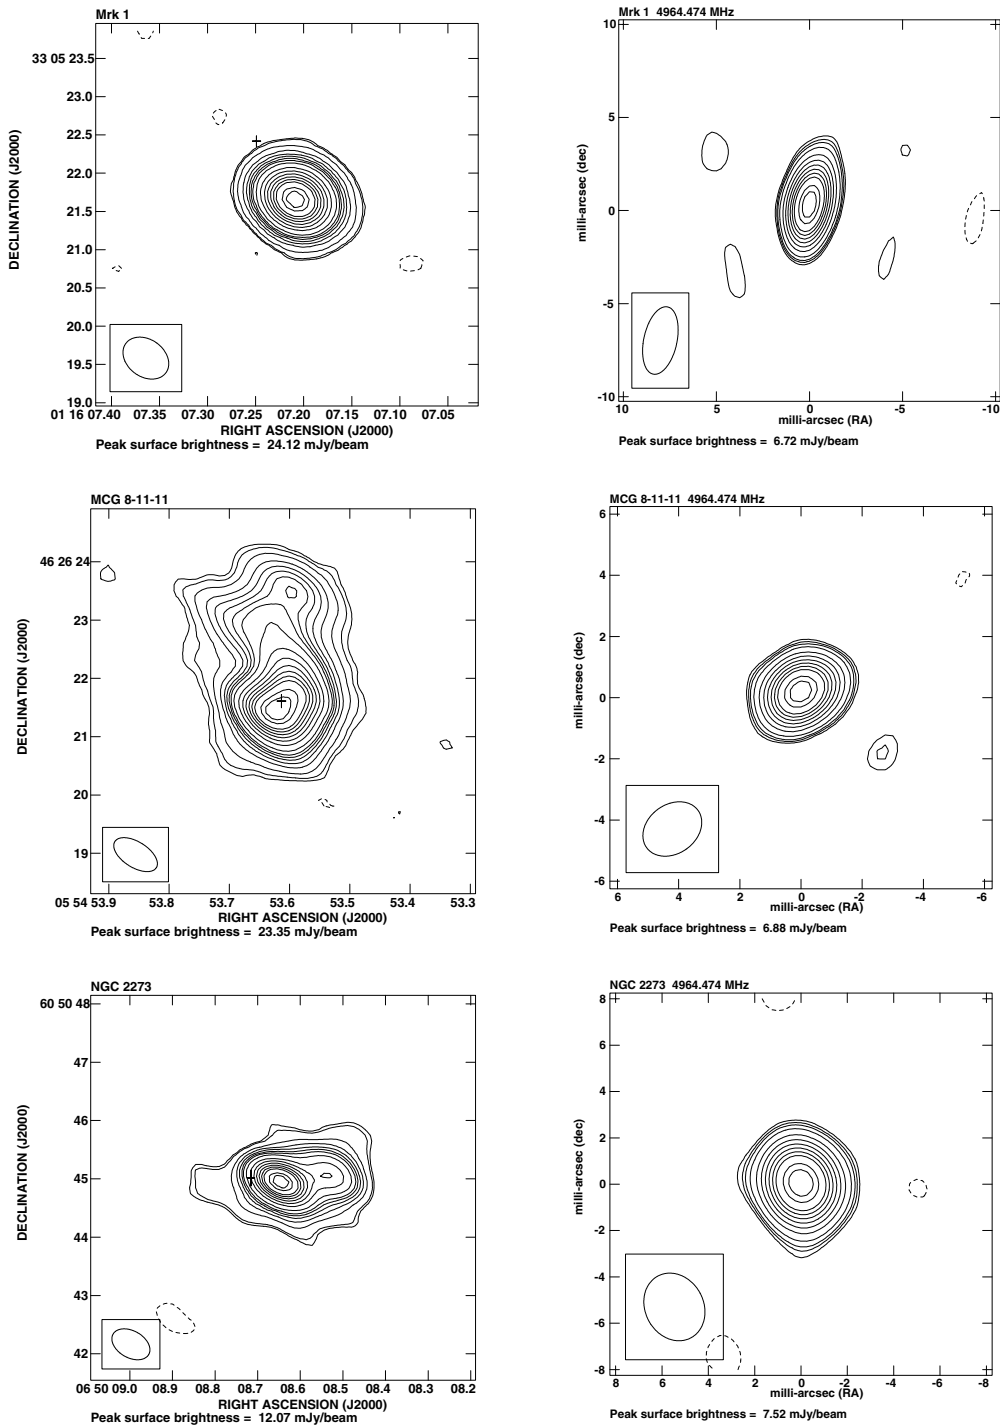 Mrk 1
DECLINATION (J2000)
33 05 23.5
23.0
22.5
22.0
21.5
21.0
20.5
20.0
19.5
19.0
01 16 07.40 07.35 07.30 07.25 07.20 07.15 07.10 07.05
RIGHT ASCENSION (J2000)
Peak surface brightness = 24.12 mJy/beam
Mrk 1 4964.474 MHz
milli-arcsec (dec)
10
5
0
-5
-10
10 5 0 -5 -10
milli-arcsec (RA)
Peak surface brightness = 6.72 mJy/beam
MCG 8-11-11
DECLINATION (J2000)
46 26 24
23
22
21
20
19
05 54 53.9 53.8 53.7 53.6 53.5 53.4 53.3
RIGHT ASCENSION (J2000)
Peak surface brightness = 23.35 mJy/beam
MCG 8-11-11 4964.474 MHz
milli-arcsec (dec)
6
4
2
0
-2
-4
-6
6 4 2 0 -2 -4 -6
milli-arcsec (RA)
Peak surface brightness = 6.88 mJy/beam
NGC 2273
DECLINATION (J2000)
60 50 48
47
46
45
44
43
42
06 50 09.0 08.9 08.8 08.7 08.6 08.5 08.4 08.3 08.2
RIGHT ASCENSION (J2000)
Peak surface brightness = 12.07 mJy/beam
NGC 2273 4964.474 MHz
milli-arcsec (dec)
8
6
4
2
0
-2
-4
-6
-8
8 6 4 2 0 -2 -4 -6 -8
milli-arcsec (RA)
Peak surface brightness = 7.52 mJy/beam